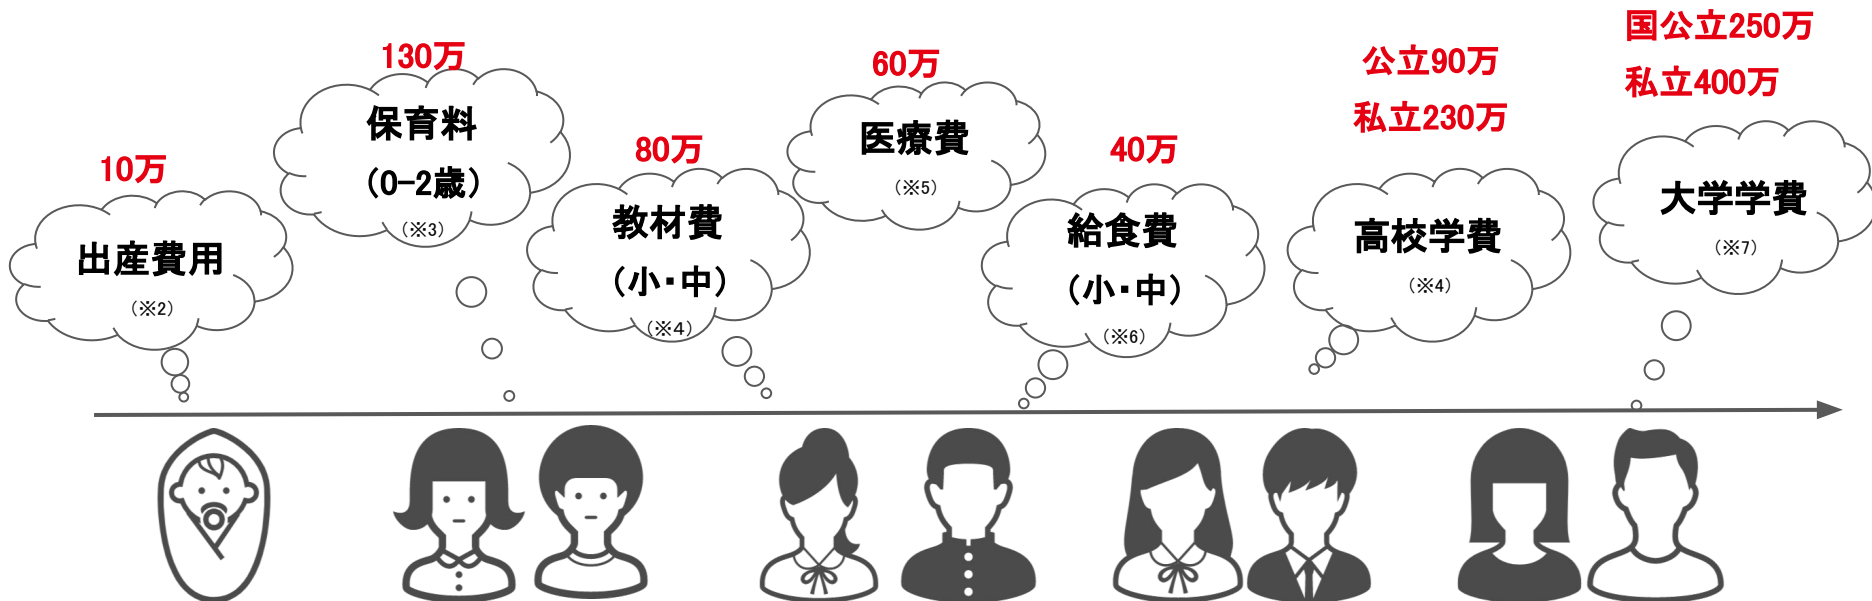 10万
出産費用
(※2)
130万
保育料
(0-2歳)
(※3)
80万
教材費
(小・中)
(※4)
60万
医療費
(※5)
40万
給食費
(小・中)
(※6)
公立90万
私立230万
高校学費
(※4)
国公立250万
私立400万
大学学費
(※7)